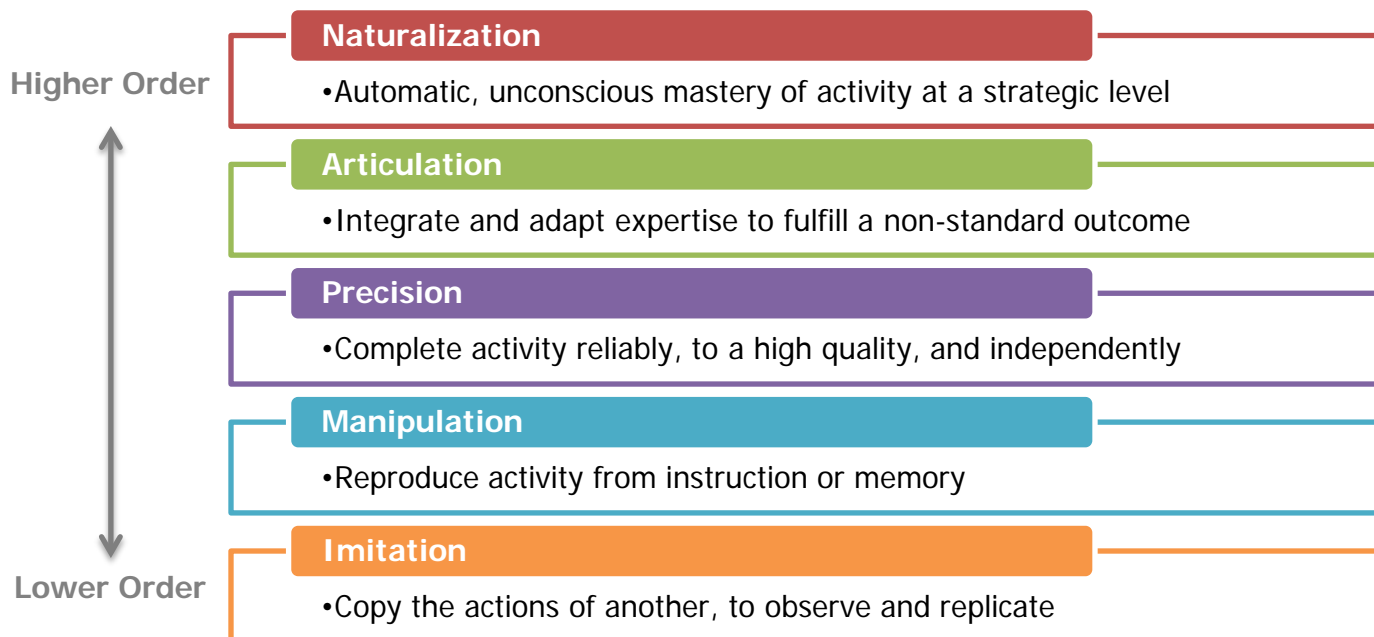 Naturalization
Higher Order
•Automatic, unconscious mastery of activity at a strategic level
Articulation
•Integrate and adapt expertise to fulfill a non-standard outcome
Precision
•Complete activity reliably, to a high quality, and independently
Manipulation
•Reproduce activity from instruction or memory
Imitation
Lower Order
•Copy the actions of another, to observe and replicate